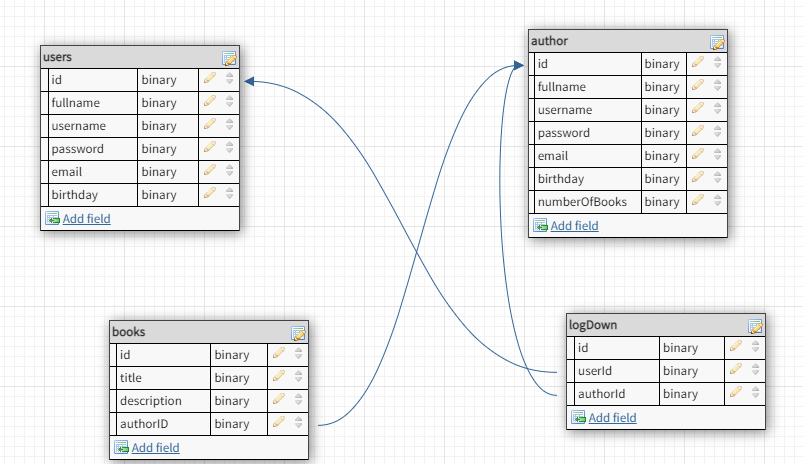 users
id binary
fullname binary
username binary
password binary
email binary
birthday binary
Add field
author
id binary
fullname binary
username binary
password binary
email binary
birthday binary
numberOfBooks binary
Add field
books
id binary
title binary
description binary
authorID binary
Add field
logDown
id binary
userId binary
authorId binary
Add field